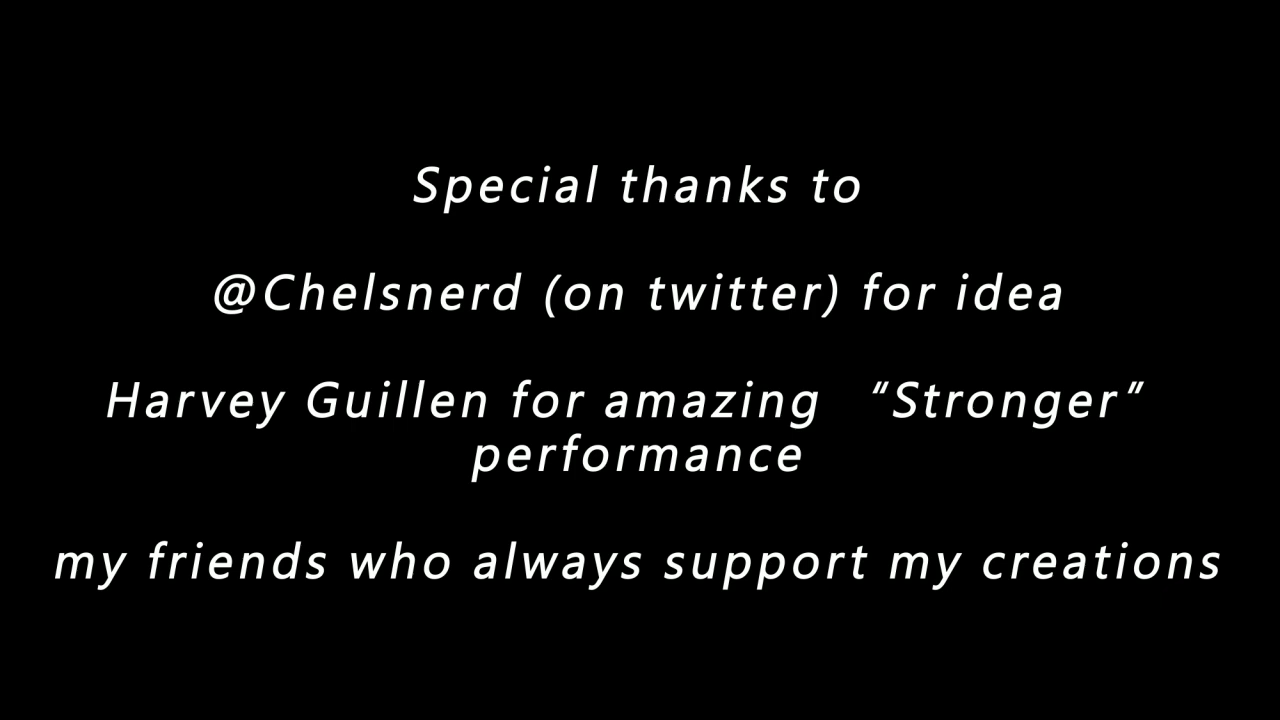 Special thanks to
@Chelsnerd (on twitter) for idea
Harvey Guillen for amazing “Stronger”
performance
my friends who always support my creations